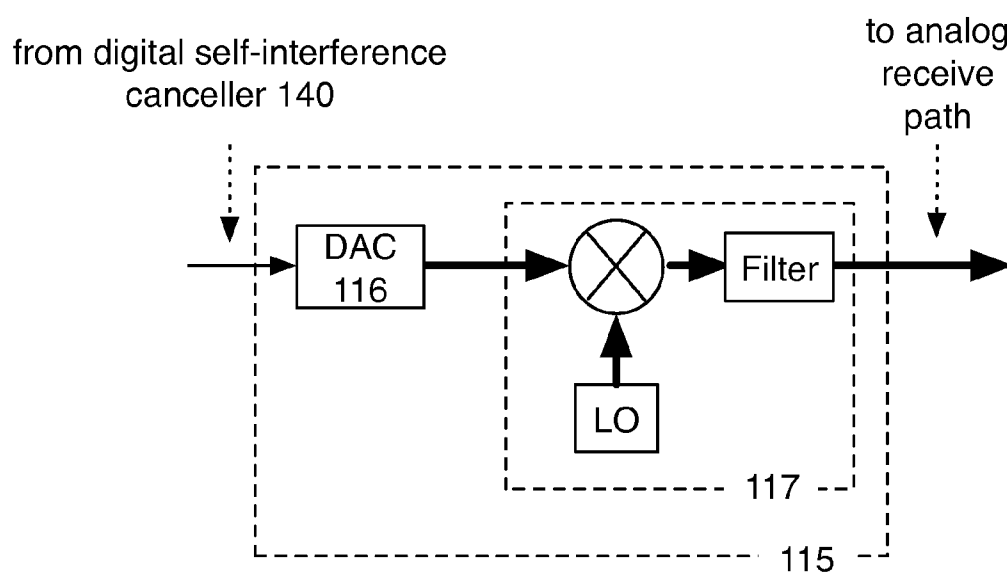 from digital self-interference
canceller 140
to analog
receive
path
DAC
116
Filter
LO
117
115